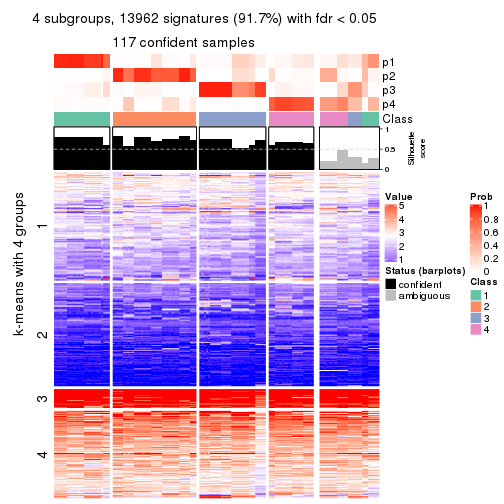 4 subgroups, 13962 signatures (91.7%) with fdr < 0.05
117 confident samples
p1
p2
p3
p4
Class
1
0.5
0
Silhouette
score
k-means with 4 groups
1
2
3
4
Value
5
4
3
2
1
Status (barplots)
confident
ambiguous
Prob
1
0.8
0.6
0.4
0.2
0
Class
1
2
3
4